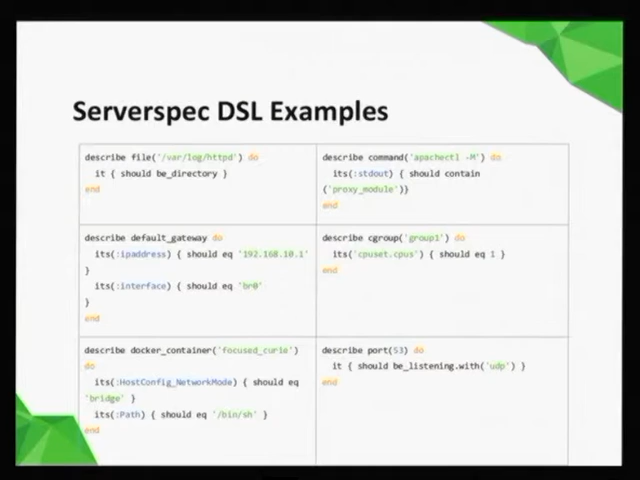 Serverspec DSL Examples
describe file('/var/log/httpd') do
it { should be_directory }
end
describe command('apachectl -M') do
its(:stdout) { should contain
('proxy_module')}
end
describe default_gateway do
its(:ipaddress) { should eq '192.168.10.1'
}
its(:interface) { should eq 'br0'
}
end
describe cgroup('group1') do
its('cpuset.cpus') { should eq 1 }
end
describe docker_container('focused_curie')
do
its(:HostConfig_NetworkMode) { should eq
'bridge' }
its(:Path) { should eq '/bin/sh' }
end
describe port(53) do
it { should be_listening.with('udp') }
end